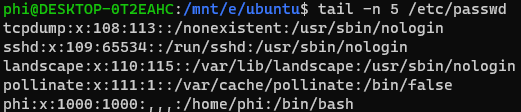 phi@DESKTOP-0T2EAHC:/mnt/e/ubuntu$ tail -n 5 /etc/passwd
tcpdump:x:108:113::/nonexistent:/usr/sbin/nologin
sshd:x:109:65534::/run/sshd:/usr/sbin/nologin
landscape:x:110:115::/var/lib/landscape:/usr/sbin/nologin
pollinate:x:111:1::/var/cache/pollinate:/bin/false
phi:x:1000:1000:,,,:/home/phi:/bin/bash